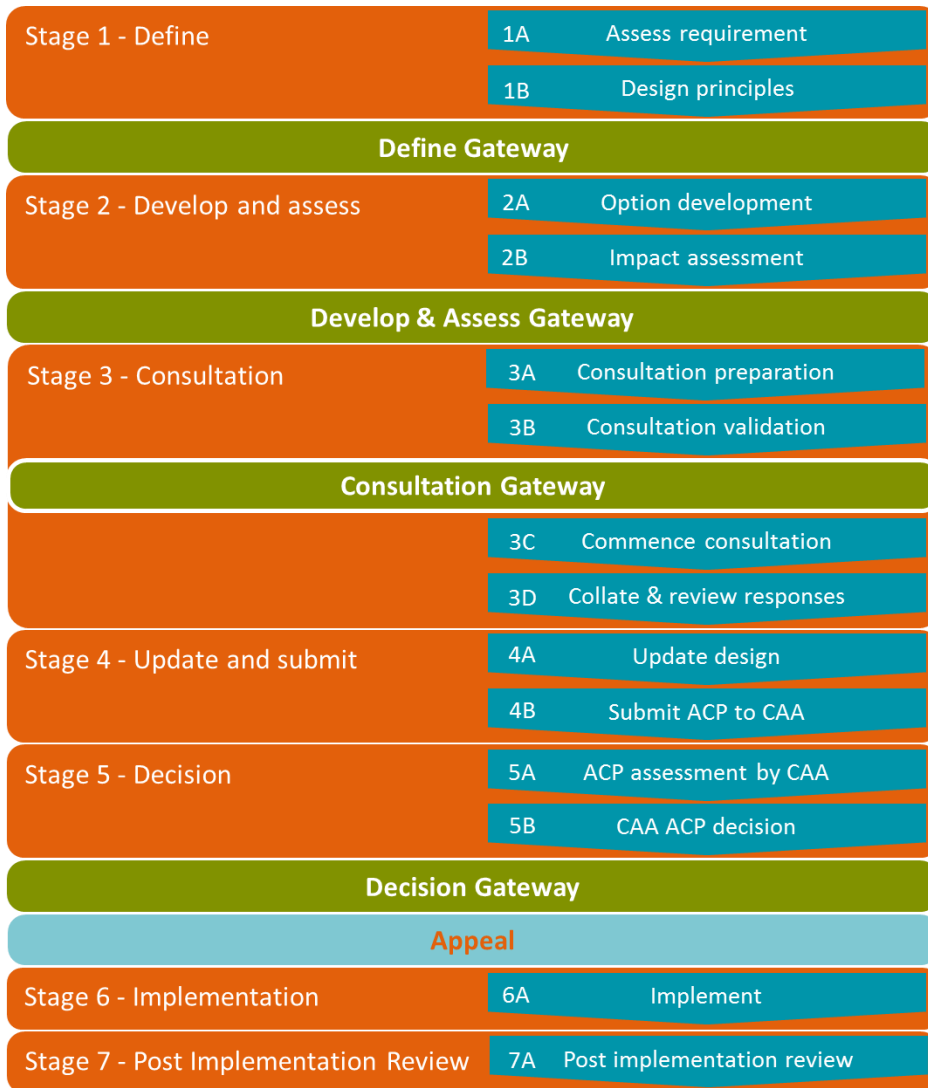 Stage 1 - Define
1A Assess requirement
1B Design principles
Define Gateway
Stage 2 - Develop and assess
2A Option development
2B Impact assessment
Develop & Assess Gateway
Stage 3 - Consultation
3A Consultation preparation
3B Consultation validation
Consultation Gateway
3C Commence consultation
3D Collate & review responses
Stage 4 - Update and submit
4A Update design
4B Submit ACP to CAA
Stage 5 - Decision
5A ACP assessment by CAA
5B CAA ACP decision
Decision Gateway
Appeal
Stage 6 - Implementation
6A Implement
Stage 7 - Post Implementation Review
7A Post implementation review